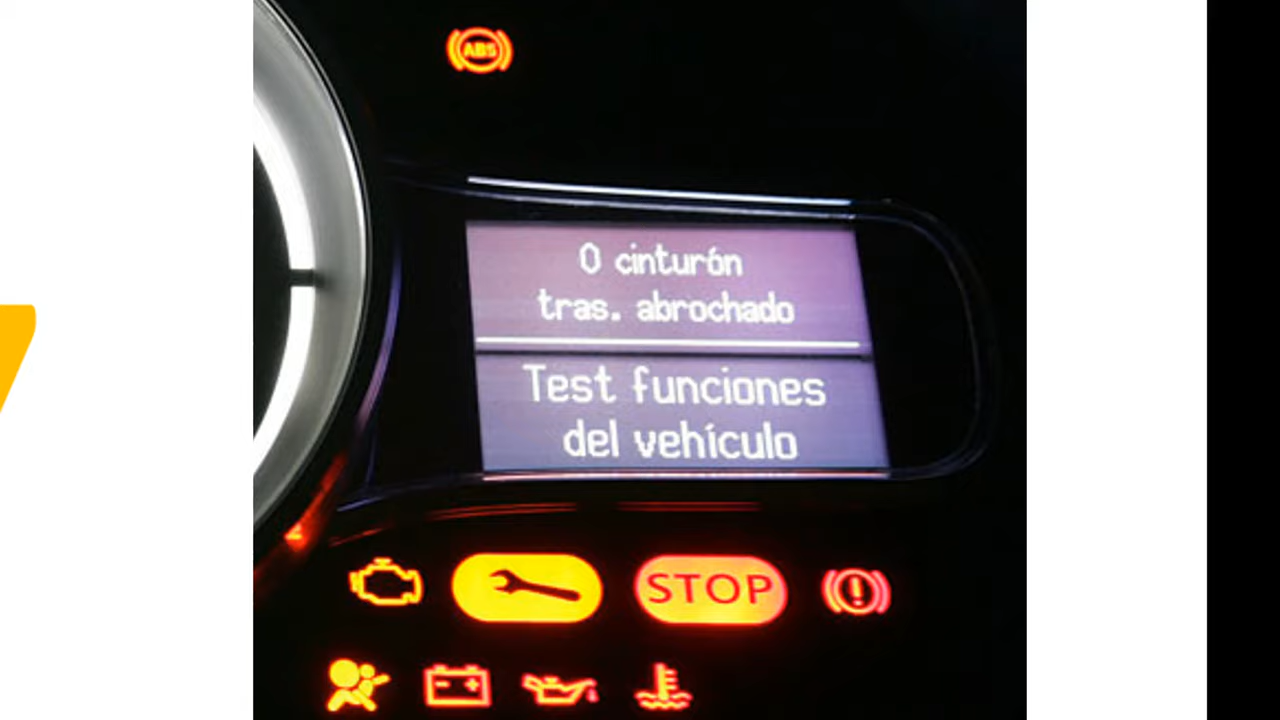 ABS
0 cinturón
tras. abrochado
Test funciones
del vehículo
STOP